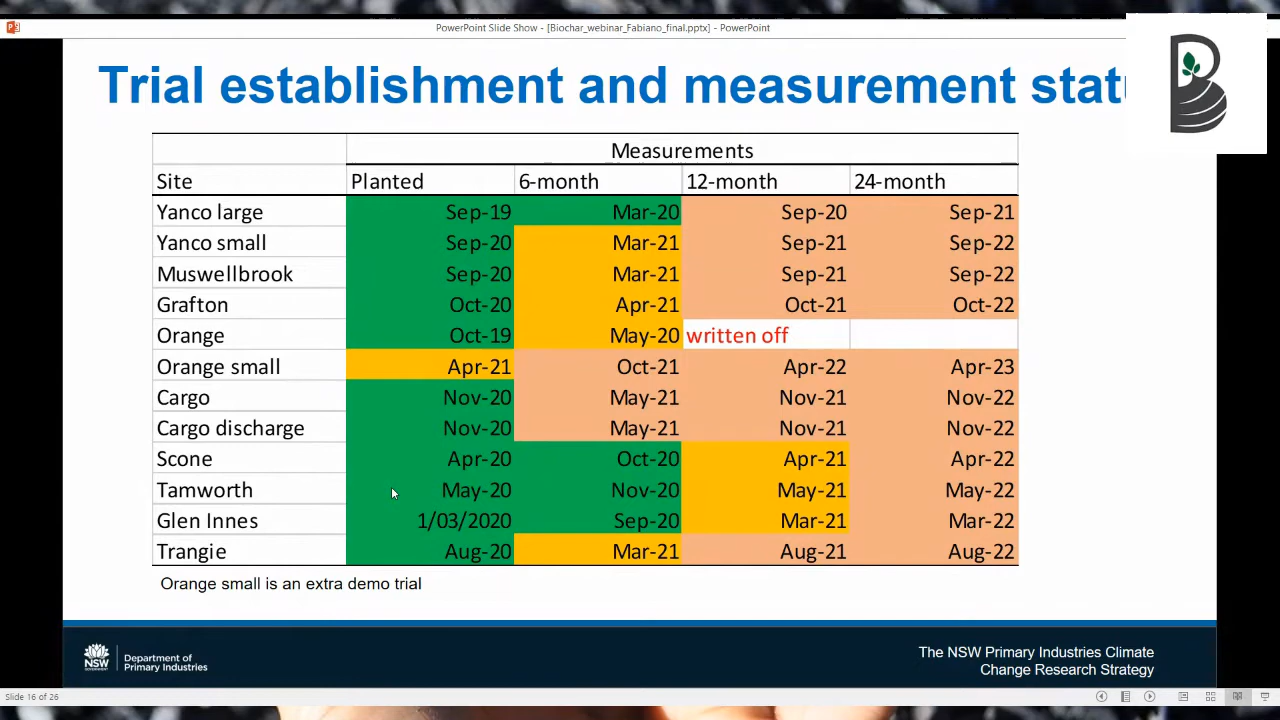 PowerPoint Slide Show - [Biochar_webinar_Fabiano_final.pptx] - PowerPoint
Trial establishment and measurement stat
Measurements
Site Planted 6-month 12-month 24-month
Yanco large Sep-19 Mar-20 Sep-20 Sep-21
Yanco small Sep-20 Mar-21 Sep-21 Sep-22
Muswellbrook Sep-20 Mar-21 Sep-21 Sep-22
Grafton Oct-20 Apr-21 Oct-21 Oct-22
Orange Oct-19 May-20 written off
Orange small Apr-21 Oct-21 Apr-22 Apr-23
Cargo Nov-20 May-21 Nov-21 Nov-22
Cargo discharge Nov-20 May-21 Nov-21 Nov-22
Scone Apr-20 Oct-20 Apr-21 Apr-22
Tamworth May-20 Nov-20 May-21 May-22
Glen Innes 1/03/2020 Sep-20 Mar-21 Mar-22
Trangie Aug-20 Mar-21 Aug-21 Aug-22
Orange small is an extra demo trial
NSW
GOVERNMENT
Department of
Primary Industries
The NSW Primary Industries Climate
Change Research Strategy
Slide 16 of 26